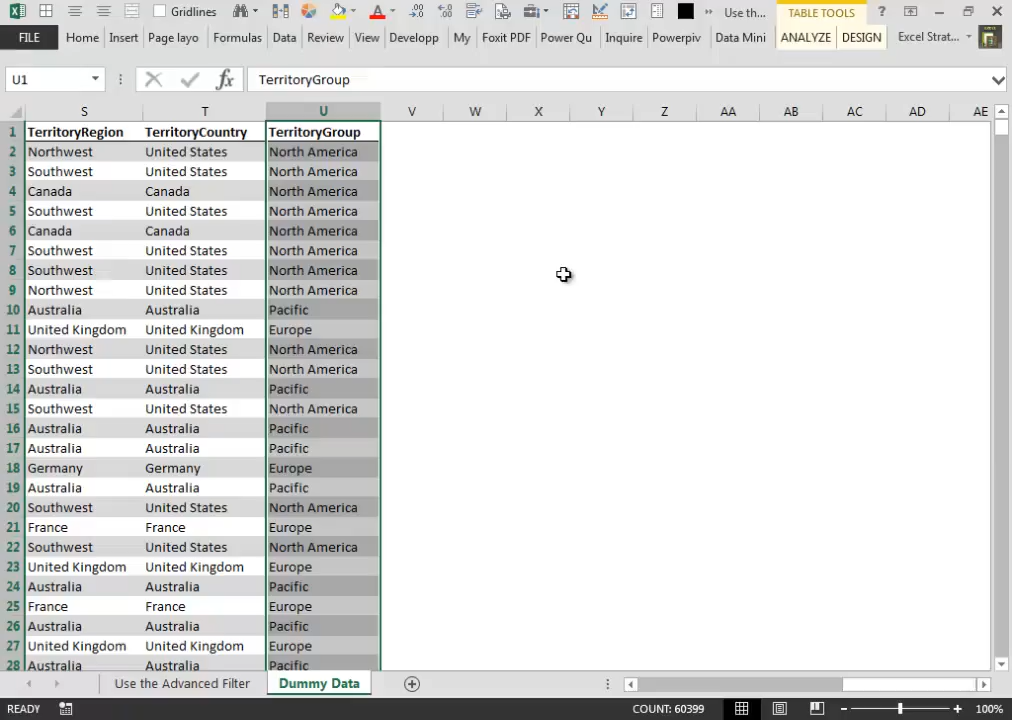 Gridlines Use th... TABLE TOOLS ?
FILE Home Insert Page layo Formulas Data Review View Developp My Foxit PDF Power Qu Inquire Powerpiv Data Mini ANALYZE DESIGN Excel Strat...
U1 fx TerritoryGroup
S T U V W X Y Z AA AB AC AD AE
1 TerritoryRegion TerritoryCountry TerritoryGroup
2 Northwest United States North America
3 Southwest United States North America
4 Canada Canada North America
5 Southwest United States North America
6 Canada Canada North America
7 Southwest United States North America
8 Southwest United States North America
9 Northwest United States North America
10 Australia Australia Pacific
11 United Kingdom United Kingdom Europe
12 Northwest United States North America
13 Southwest United States North America
14 Australia Australia Pacific
15 Southwest United States North America
16 Australia Australia Pacific
17 Australia Australia Pacific
18 Germany Germany Europe
19 Australia Australia Pacific
20 Southwest United States North America
21 France France Europe
22 Southwest United States North America
23 United Kingdom United Kingdom Europe
24 Australia Australia Pacific
25 France France Europe
26 Australia Australia Pacific
27 United Kingdom United Kingdom Europe
28 Australia Australia Pacific
Use the Advanced Filter Dummy Data
READY COUNT: 60399 100%